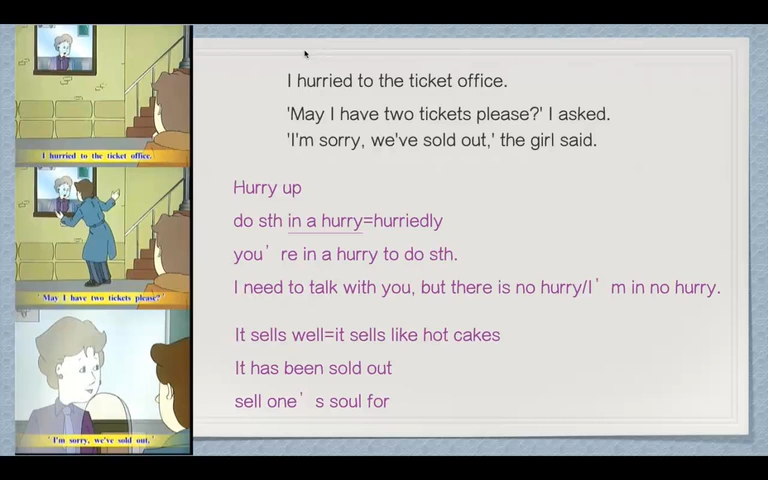 I hurried to the ticket office.
'May I have two tickets please?' I asked.
'I'm sorry, we've sold out,' the girl said.
Hurry up
do sth in a hurry=hurriedly
you’re in a hurry to do sth.
I need to talk with you, but there is no hurry/I’m in no hurry.
It sells well=it sells like hot cakes
It has been sold out
sell one’s soul for
I hurried to the ticket office.
'May I have two tickets please?'
'I'm sorry, we've sold out,'